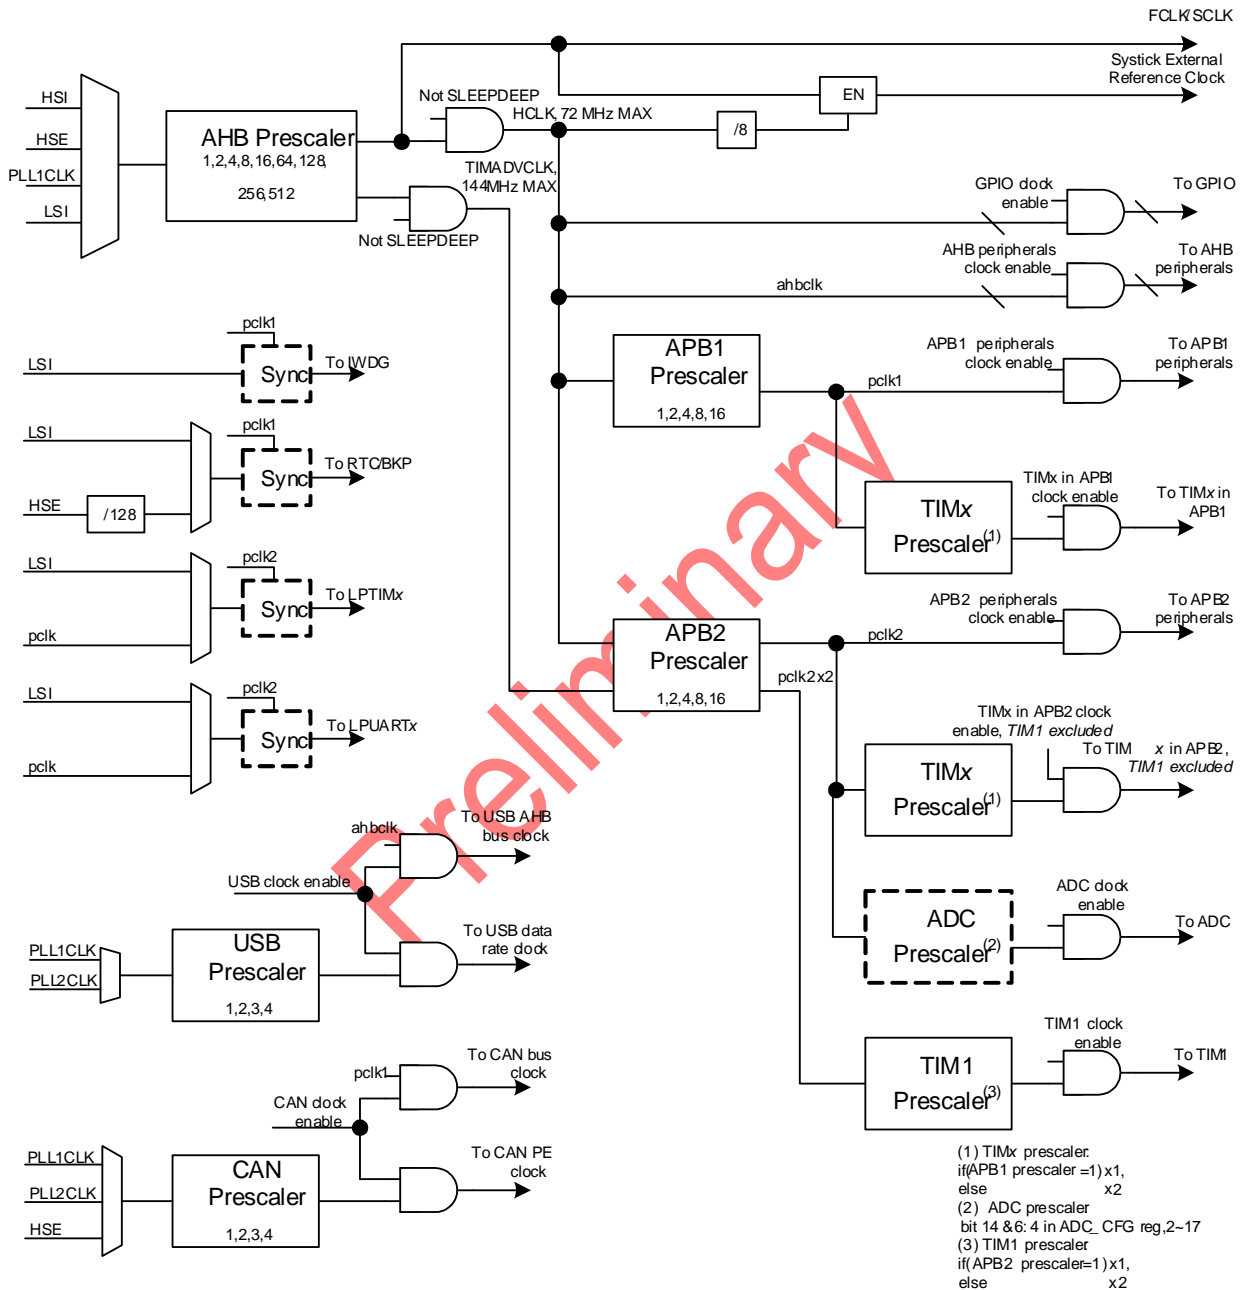 FCLK/SCLK
Systick External
Reference Clock
HSI
HSE
PLL1CLK
LSI
AHB Prescaler
1,2,4,8,16,64,128,
256,512
Not SLEEPDEEP
HCLK, 72 MHz MAX
/8
EN
TIMADVCLK,
144MHz MAX
Not SLEEPDEEP
GPIO clock
enable
To GPIO
AHB peripherals
clock enable
To AHB
peripherals
ahbclk
pclk1
LSI
Sync
To IWDG
APB1
Prescaler
1,2,4,8,16
pclk1
APB1 peripherals
clock enable
To APB1
peripherals
LSI
pclk1
Sync
To RTC/BKP
HSE
/128
TIMx
Prescaler(1)
TIMx in APB1
clock enable
To TIMx in
APB1
LSI
pclk2
Sync
To LPTIMx
pclk
APB2
Prescaler
1,2,4,8,16
pclk2
pclk2x2
APB2 peripherals
clock enable
To APB2
peripherals
LSI
pclk2
Sync
To LPUARTx
pclk
TIMx in APB2 clock
enable, TIM1 excluded
To TIM x in APB2,
TIM1 excluded
TIMx
Prescaler(1)
ahbclk
To USB AHB
bus clock
USB clock enable
ADC
Prescaler(2)
ADC clock
enable
To ADC
PLL1CLK
PLL2CLK
USB
Prescaler
1,2,3,4
To USB data
rate clock
TIM1
Prescaler(3)
TIM1 clock
enable
To TIM1
pclk1
To CAN bus
clock
CAN clock
enable
PLL1CLK
PLL2CLK
HSE
CAN
Prescaler
1,2,3,4
To CAN PE
clock
(1) TIMx prescaler:
if(APB1 prescaler =1) x1,
else x2
(2) ADC prescaler
bit 14 & 6: 4 in ADC_ CFG reg,2~17
(3) TIM1 prescaler:
if(APB2 prescaler=1) x1,
else x2
Preliminary